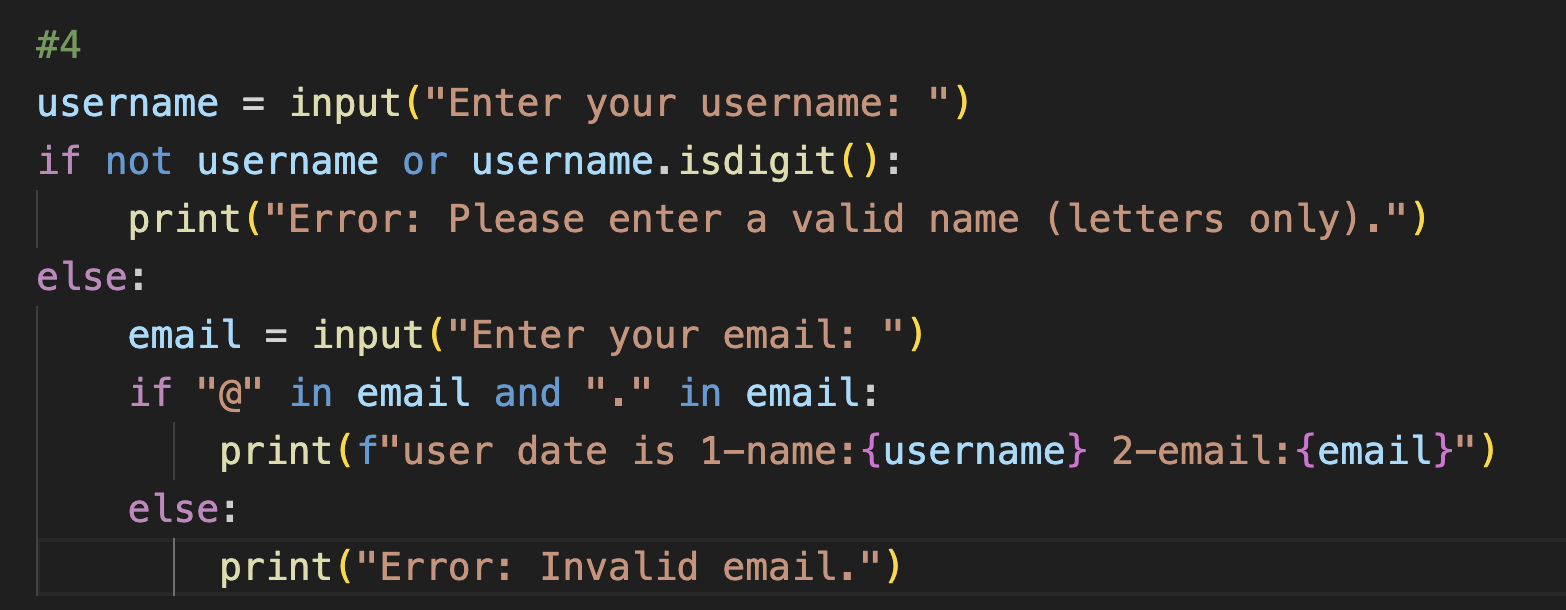 #4
username = input("Enter your username: ")
if not username or username.isdigit():
    print("Error: Please enter a valid name (letters only).")
else:
    email = input("Enter your email: ")
    if "@" in email and "." in email:
        print(f"user date is 1-name:{username} 2-email:{email}")
    else:
        print("Error: Invalid email.")